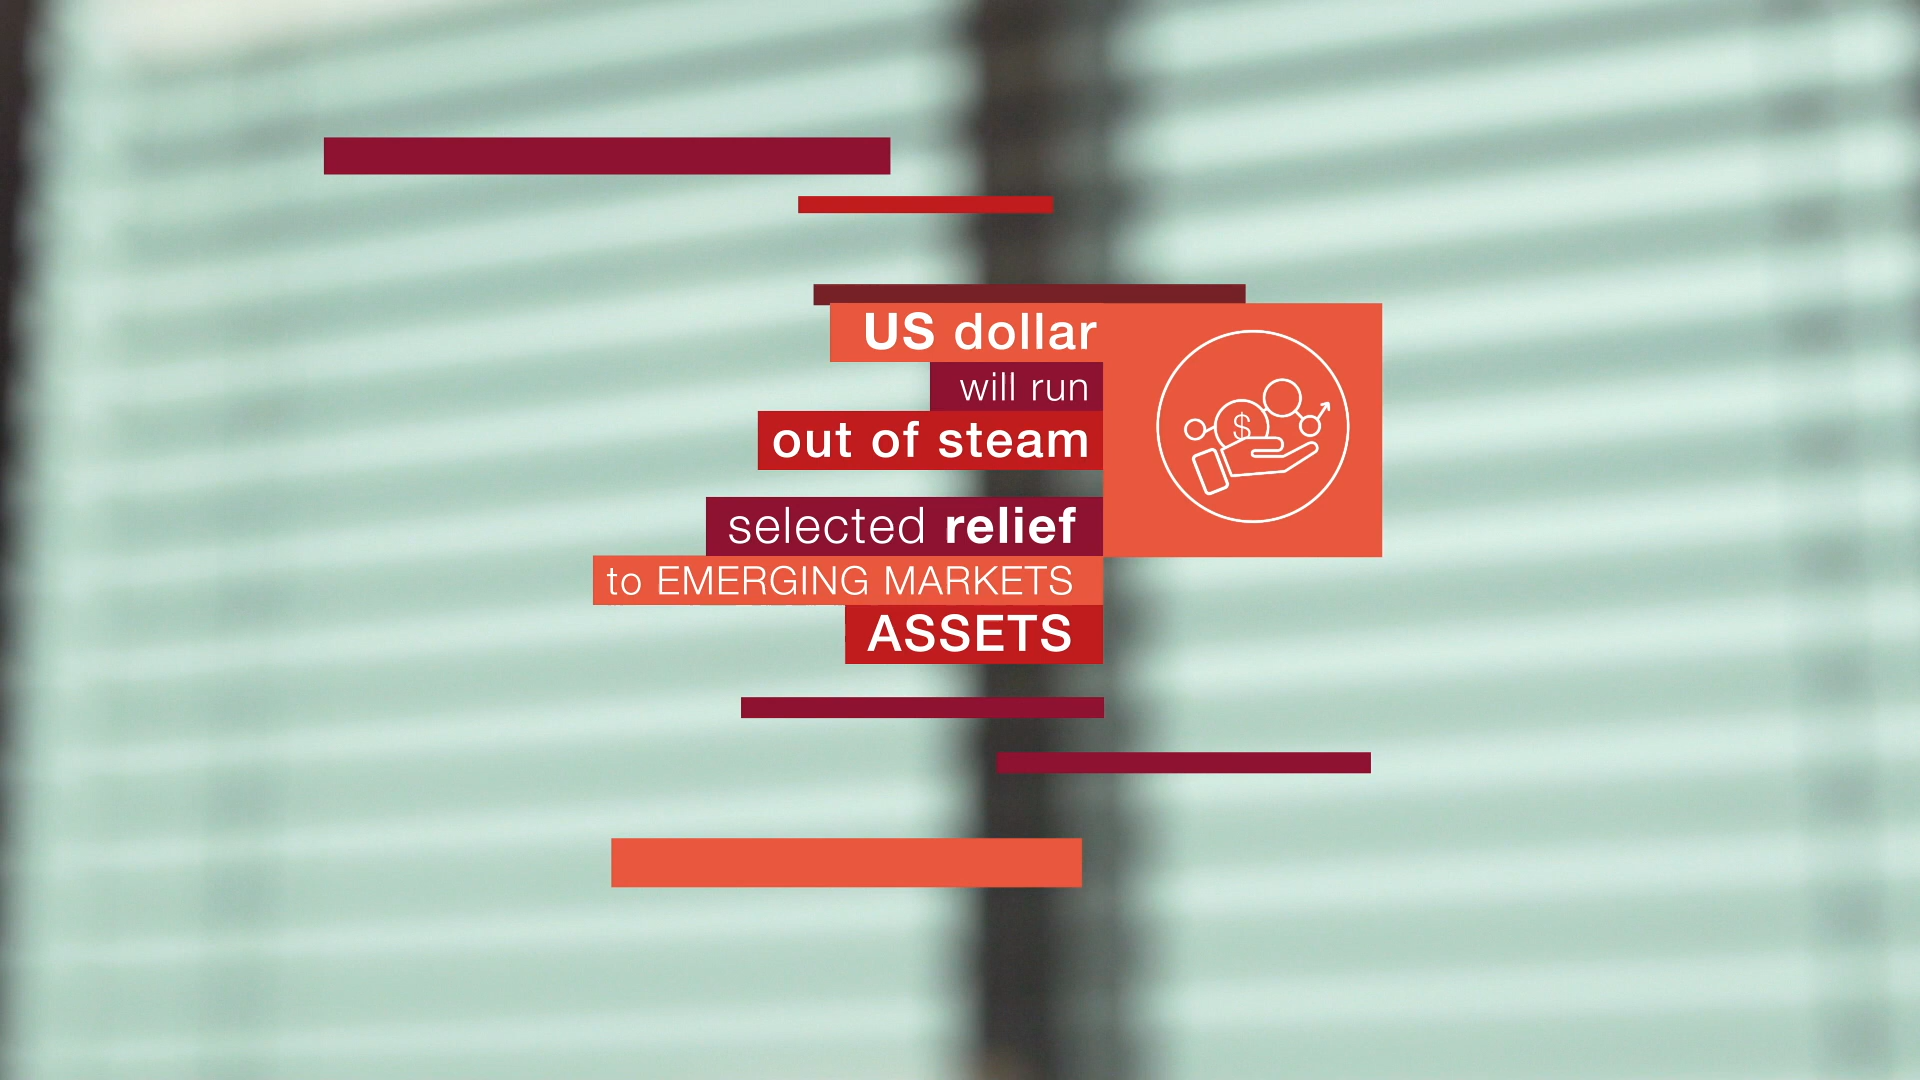 US dollar
will run
out of steam
selected relief
to EMERGING MARKETS
ASSETS
$